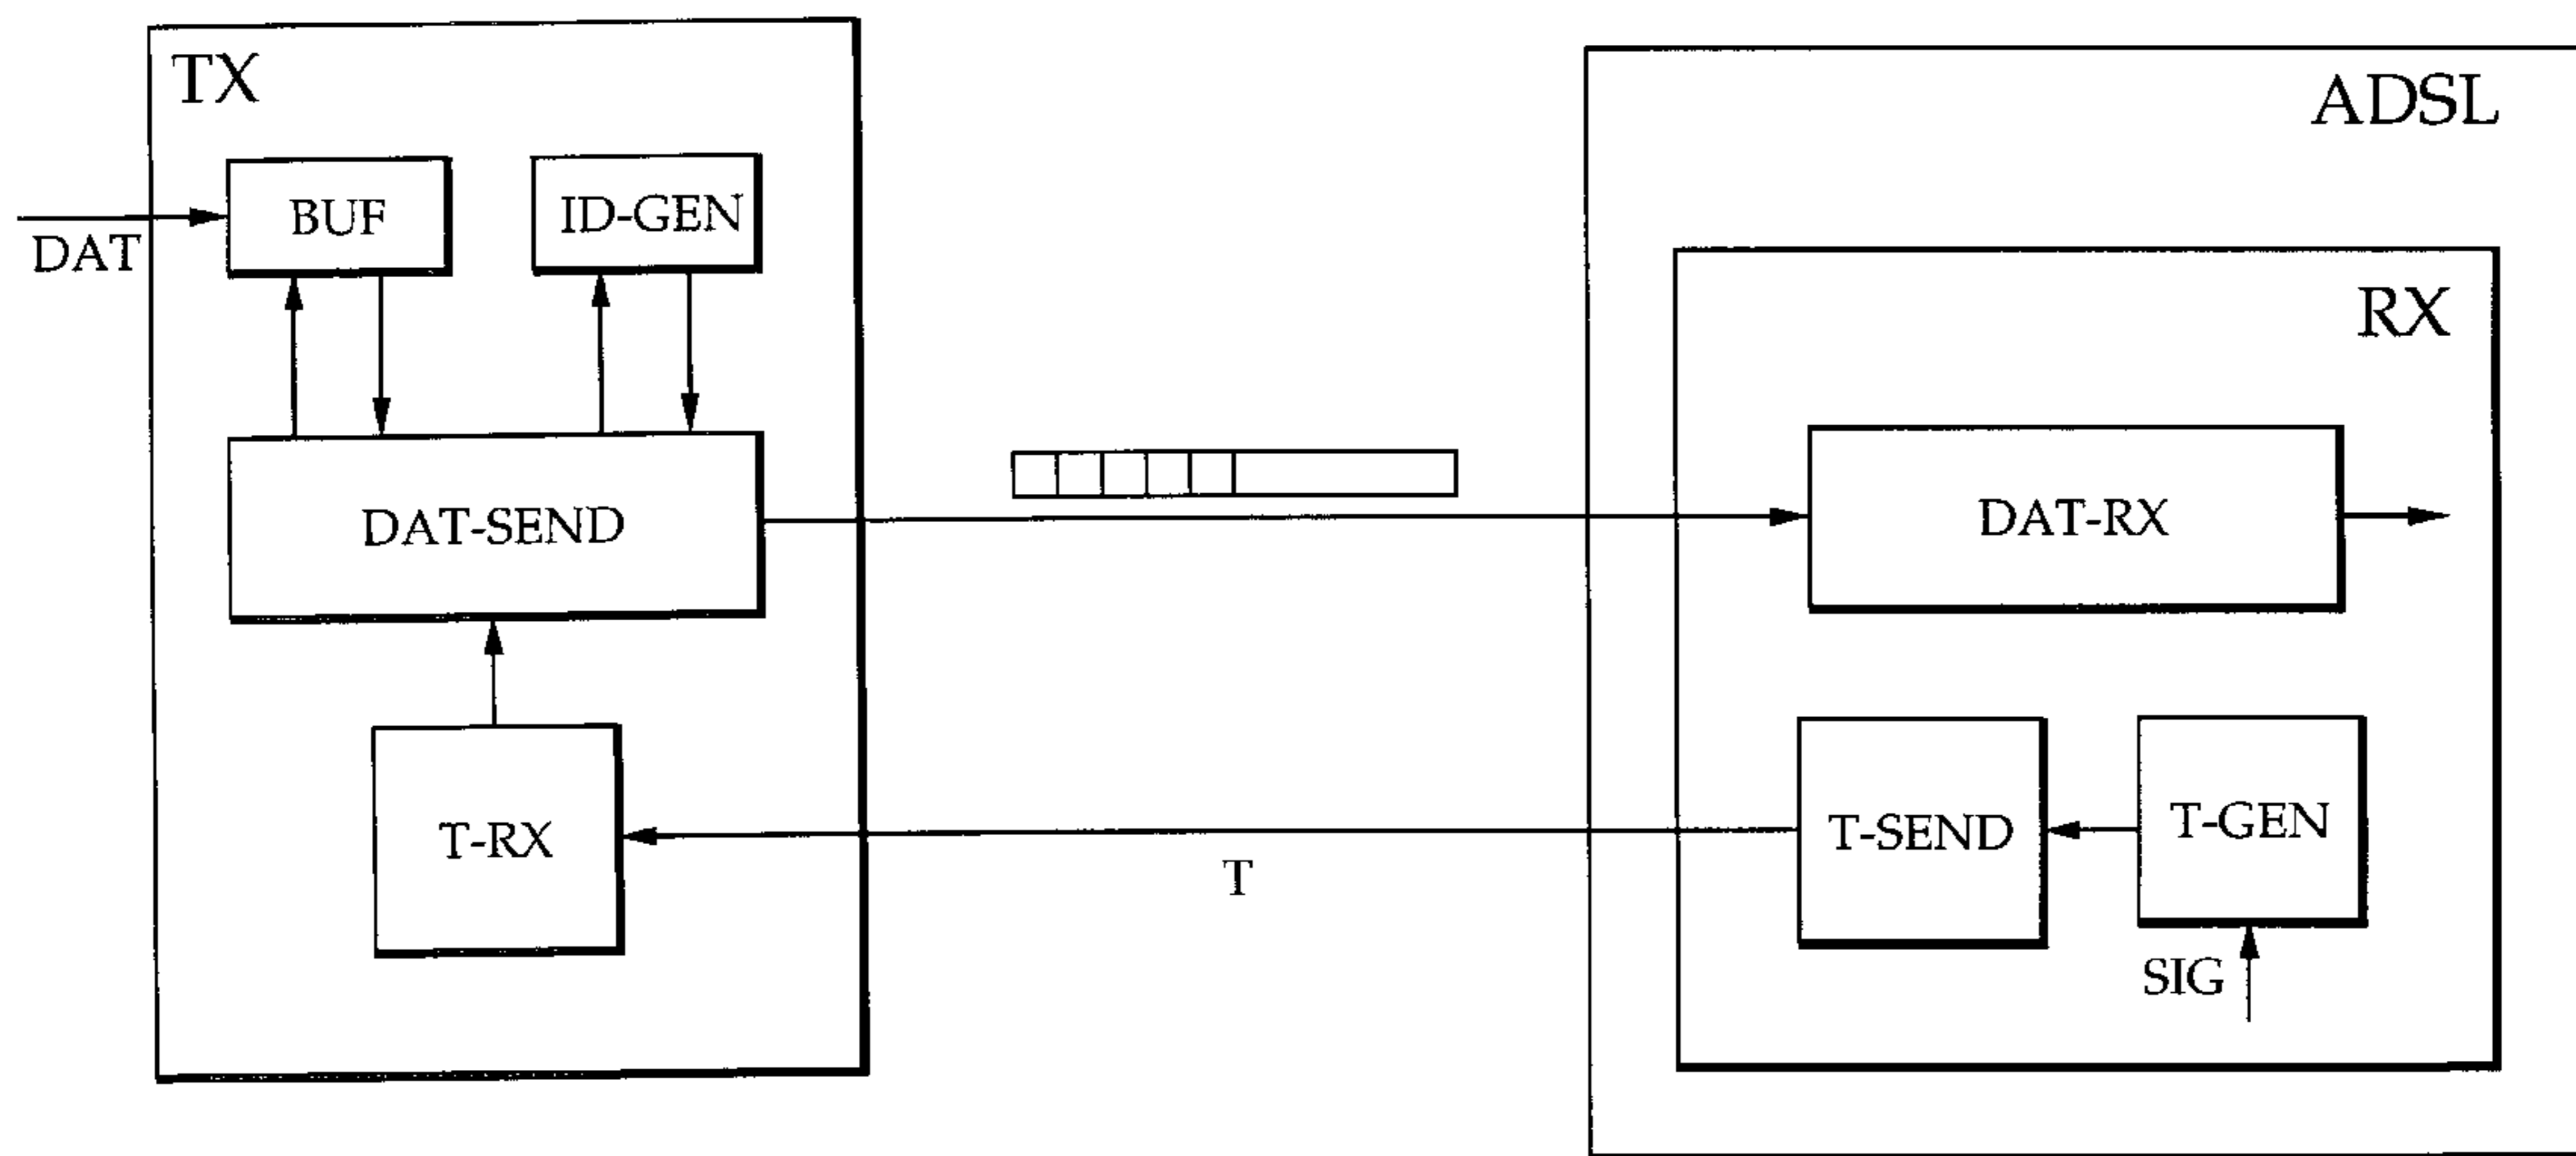 TX
ADSL
BUF
ID-GEN
DAT
RX
DAT-SEND
DAT-RX
T-RX
T
T-SEND
T-GEN
SIG